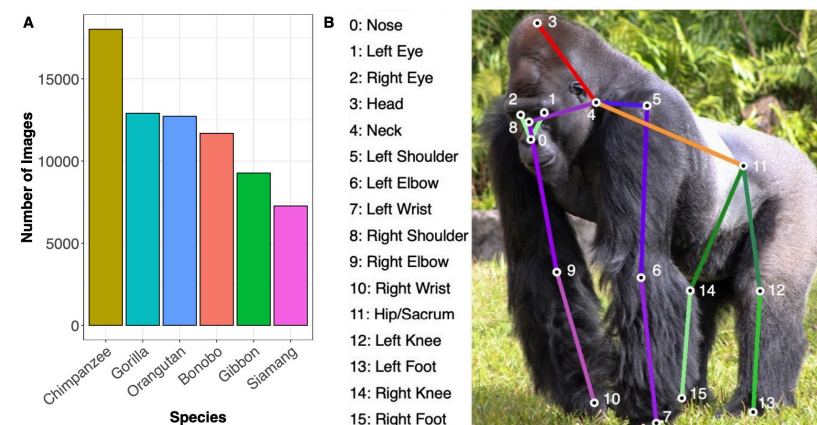 A
Number of Images
15000
10000
5000
0
Chimpanzee
Gorilla
Orangutan
Bonobo
Gibbon
Siamang
Species
B
0: Nose
1: Left Eye
2: Right Eye
3: Head
4: Neck
5: Left Shoulder
6: Left Elbow
7: Left Wrist
8: Right Shoulder
9: Right Elbow
10: Right Wrist
11: Hip/Sacrum
12: Left Knee
13: Left Foot
14: Right Knee
15: Right Foot
3
2
1
5
4
8
0
11
9
6
14
12
10
15
13
7